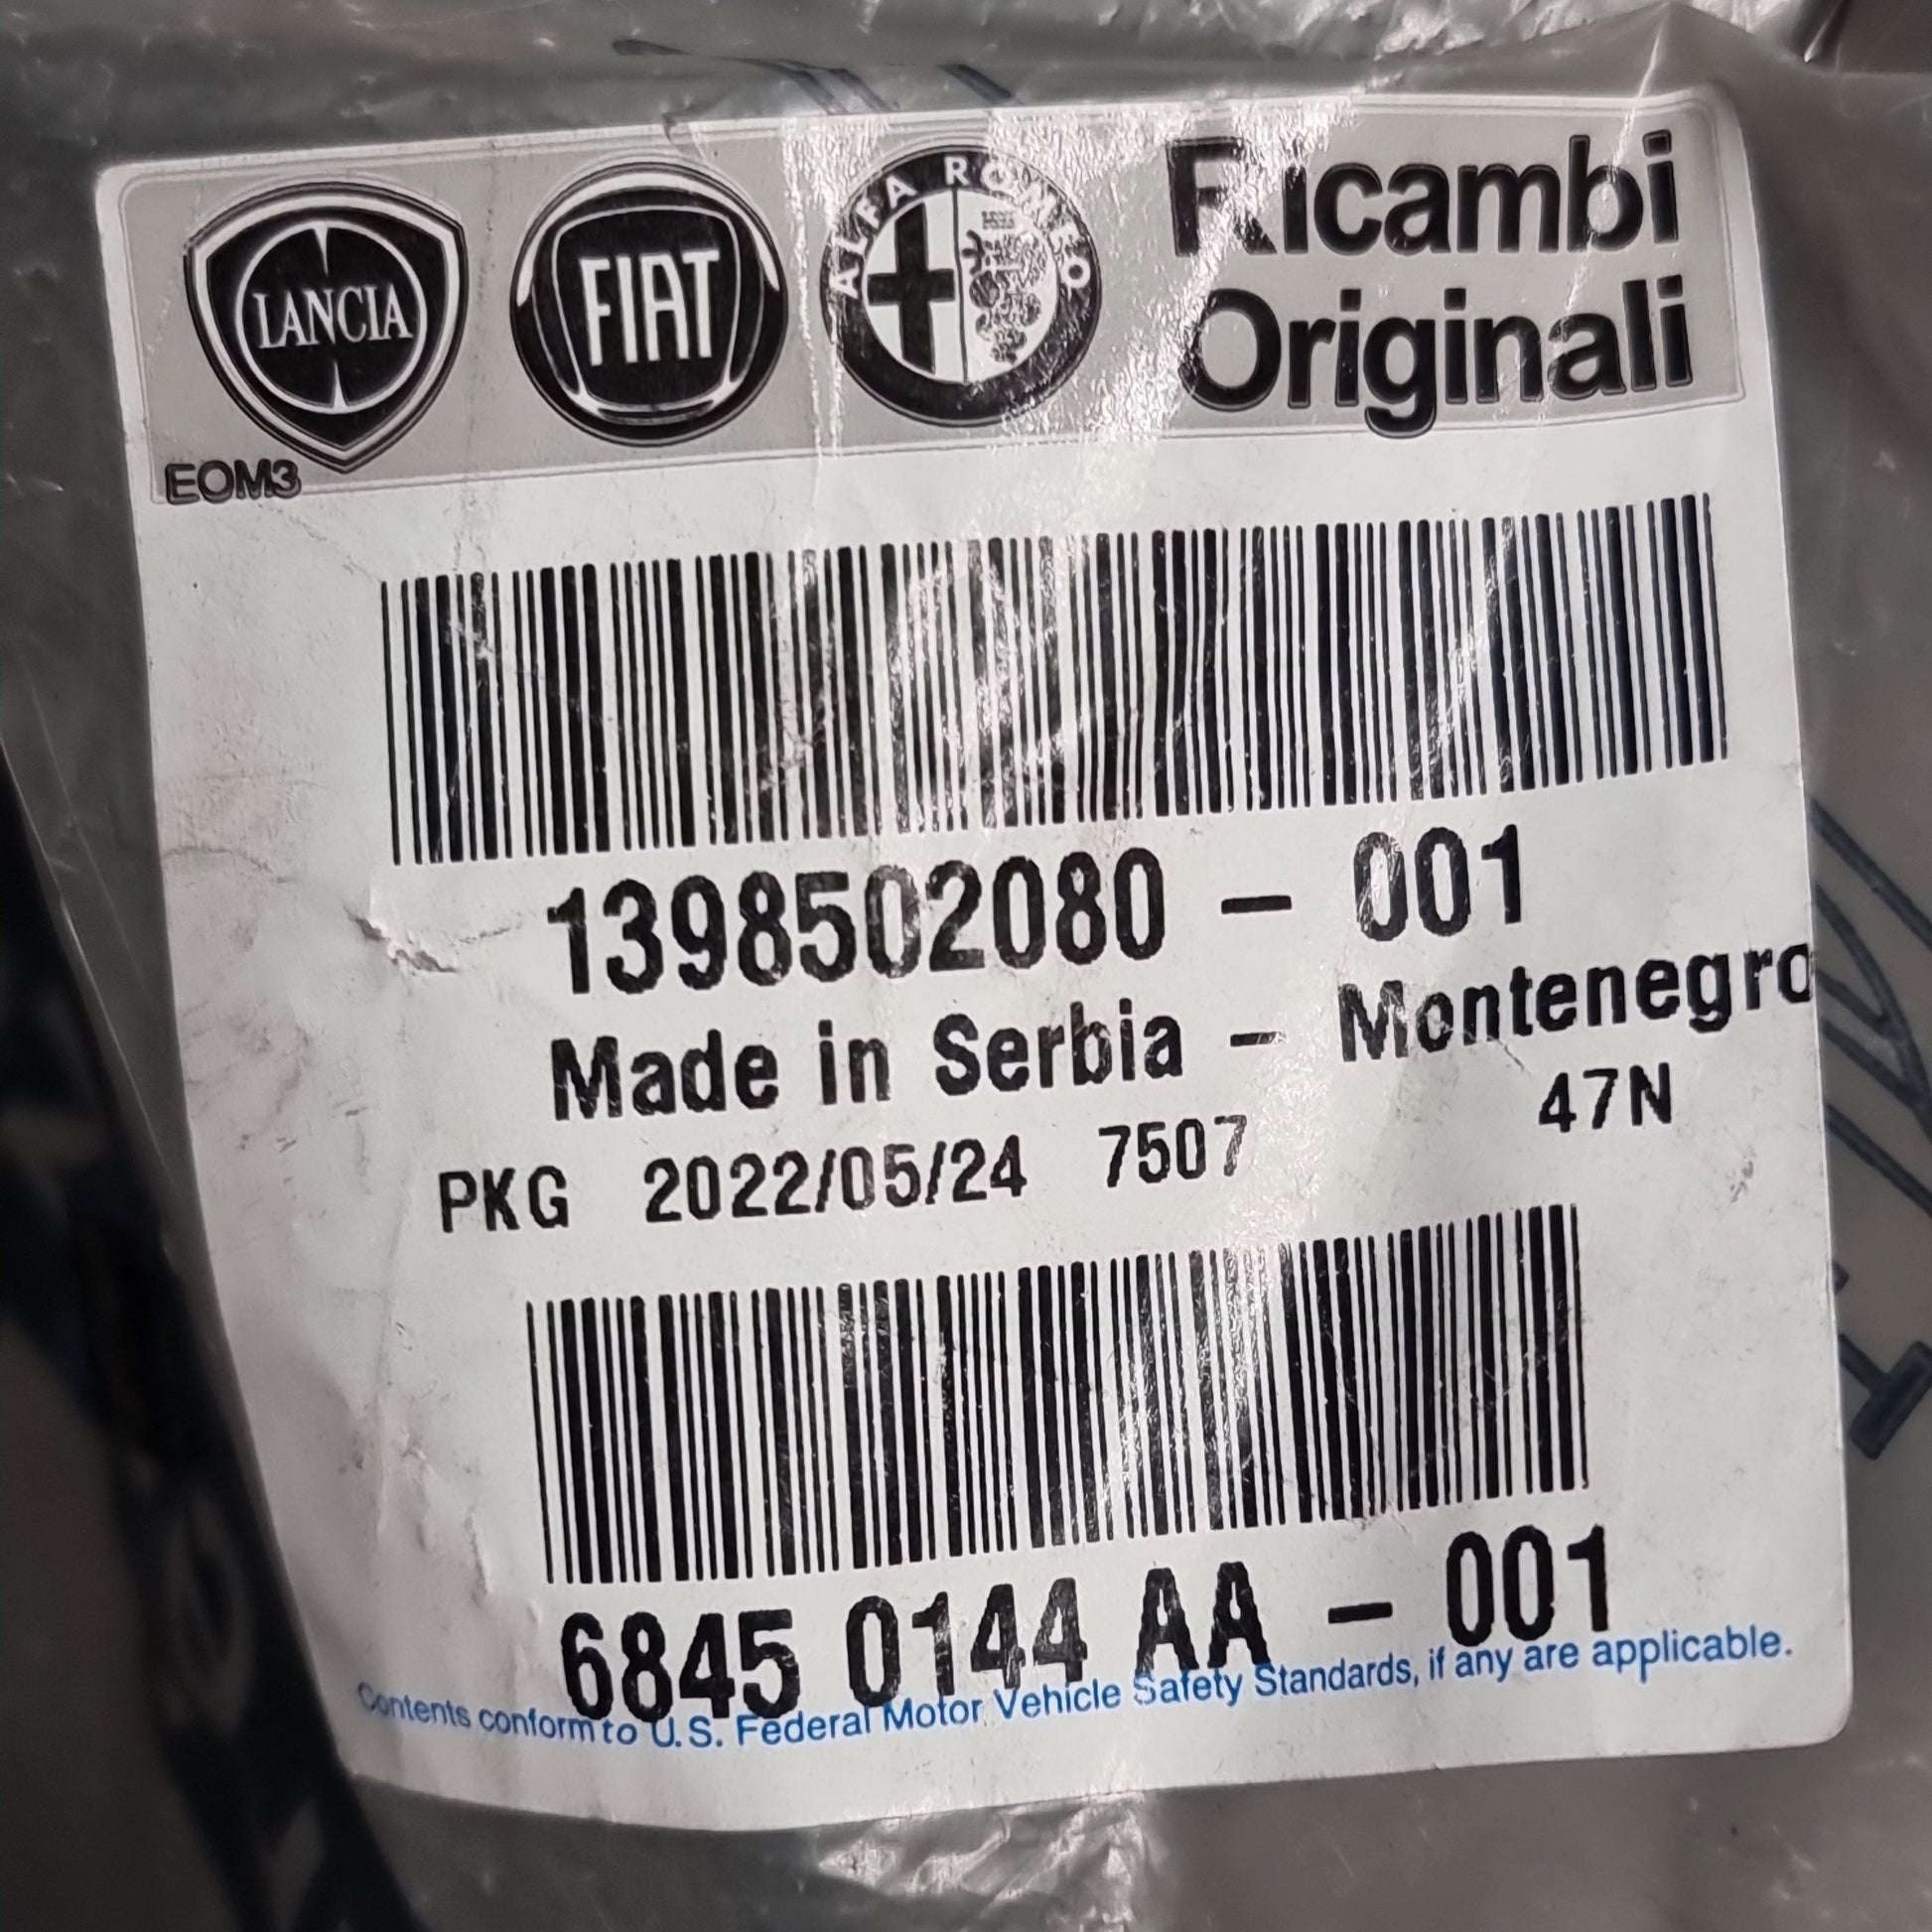 LANCIA FIAT ALFA ROMEO Ricambi
Originali
EOM3
1398502080 - 001
Made in Serbia - Montenegro
PKG 2022/05/24 7507 47N
6845 0144 AA - 001
Contents conform to U.S. Federal Motor Vehicle Safety Standards, if any are applicable.